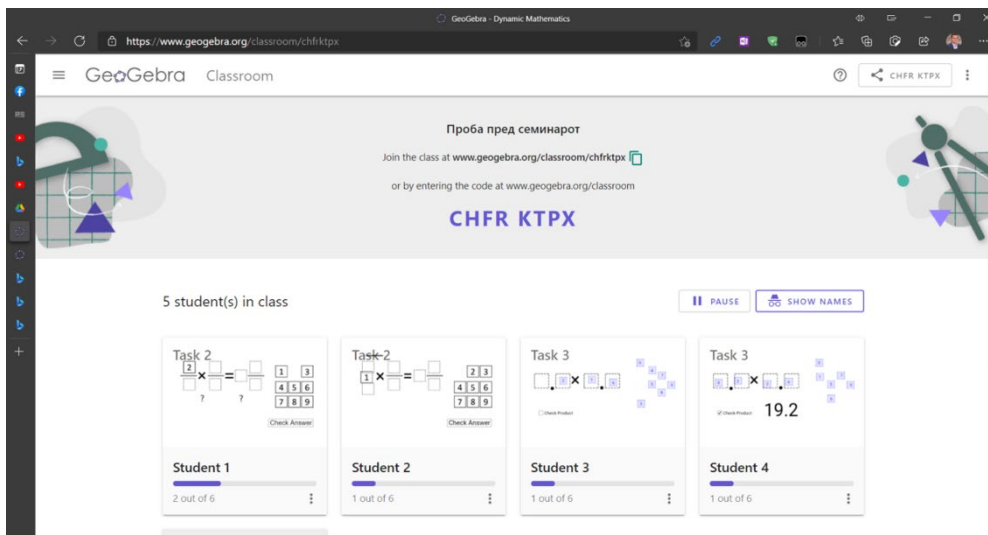 GeoGebra - Dynamic Mathematics
https://www.geogebra.org/classroom/chfrktpx
GeoGebra Classroom
CHFR KTPX
Проба пред семинарот
Join the class at www.geogebra.org/classroom/chfrktpx
or by entering the code at www.geogebra.org/classroom
CHFR KTPX
5 student(s) in class
PAUSE
SHOW NAMES
Task 2
2 × = 
? ?
1 3
4 5 6
7 8 9
Check Answer
Student 1
2 out of 6
Task 2
1 × =
2 3
4 5 6
7 8 9
Check Answer
Student 2
1 out of 6
Task 3
. × .
Check Product
Student 3
1 out of 6
Task 3
. × .
Check Product
19.2
Student 4
1 out of 6